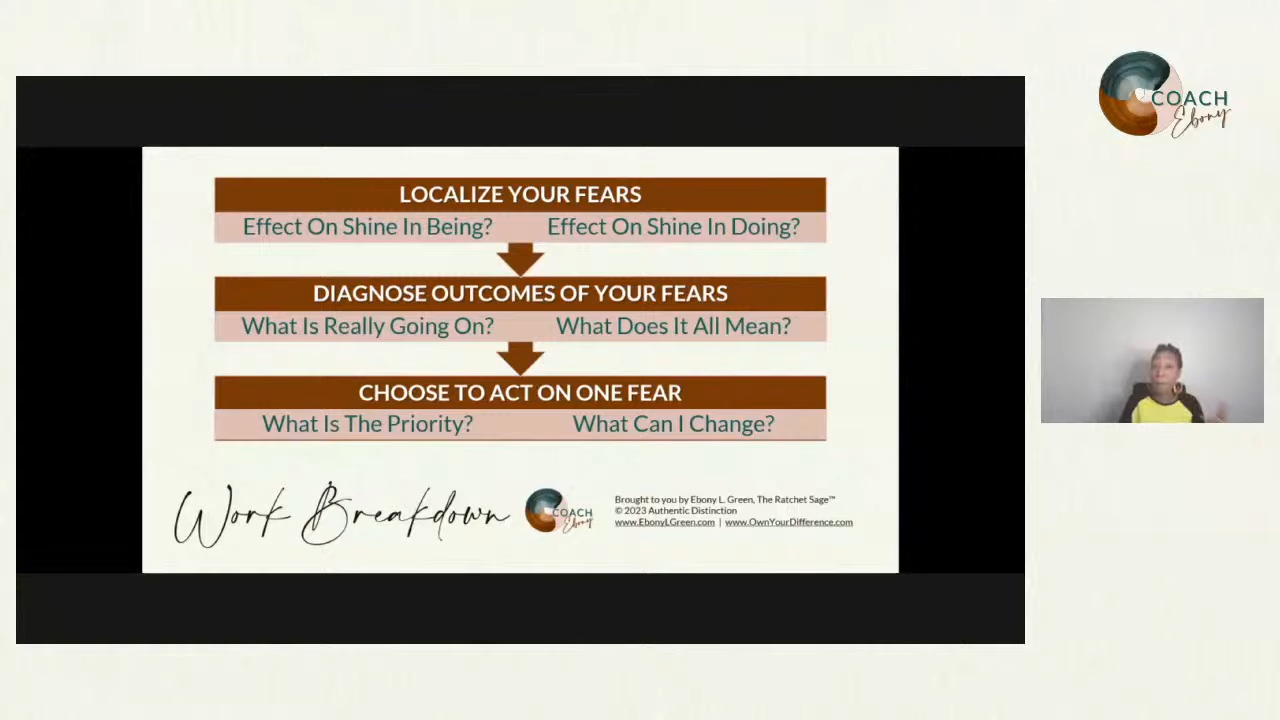 COACH
Ebony
LOCALIZE YOUR FEARS
Effect On Shine In Being? Effect On Shine In Doing?
DIAGNOSE OUTCOMES OF YOUR FEARS
What Is Really Going On? What Does It All Mean?
CHOOSE TO ACT ON ONE FEAR
What Is The Priority? What Can I Change?
Work Breakdown
COACH
Ebony
Brought to you by Ebony L. Green, The Ratchet Sage™
© 2023 Authentic Distinction
www.EbonyLGreen.com | www.OwnYourDifference.com